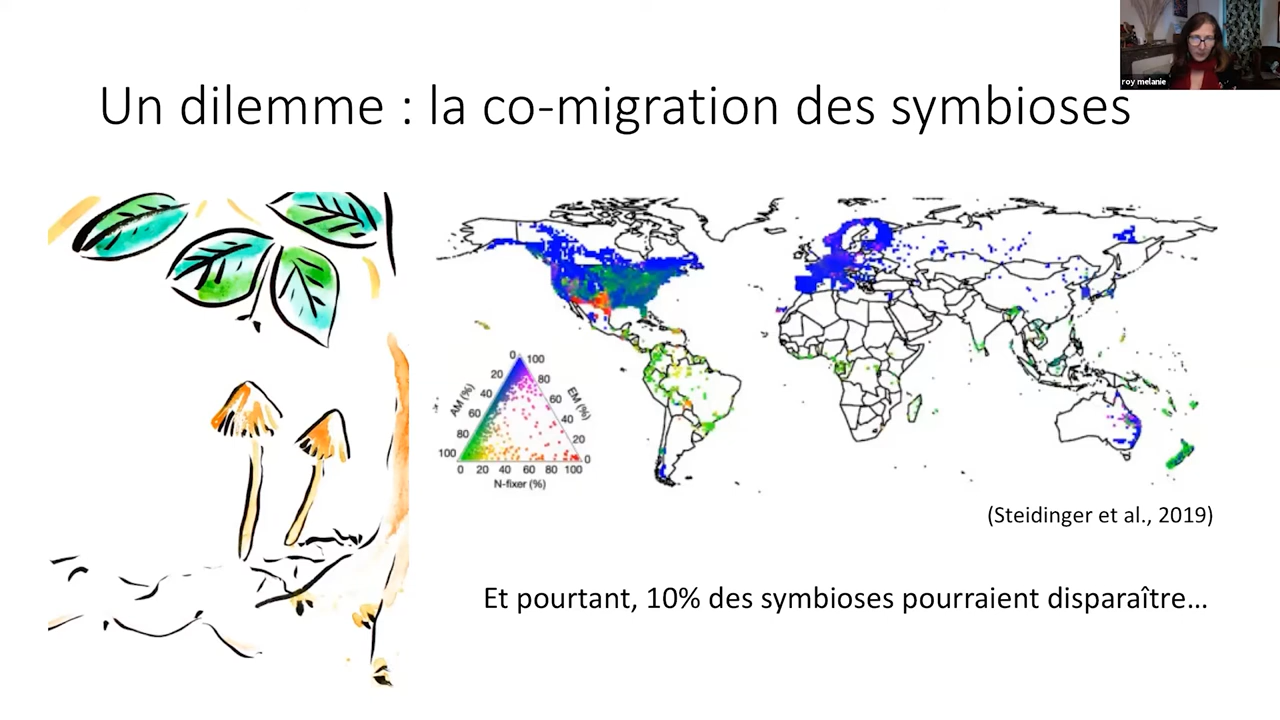 roy melanie
Un dilemme : la co-migration des symbioses
0 100
20 80
AM (%) 40 60 EM (%)
60 40
80 20
100 0
0 20 40 60 80 100
N-fixer (%)
(Steidinger et al., 2019)
Et pourtant, 10% des symbioses pourraient disparaître...